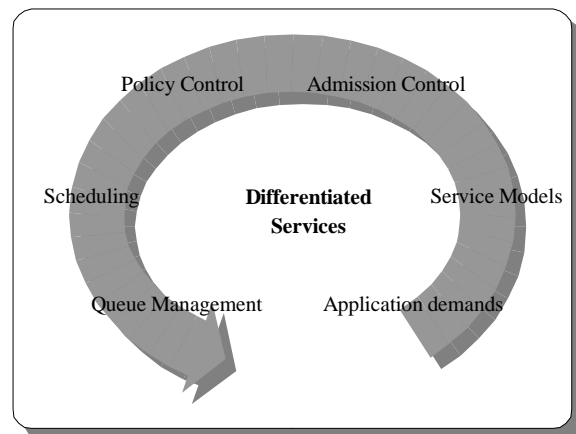 Policy Control
Admission Control
Scheduling
Differentiated
Services
Service Models
Queue Management
Application demands